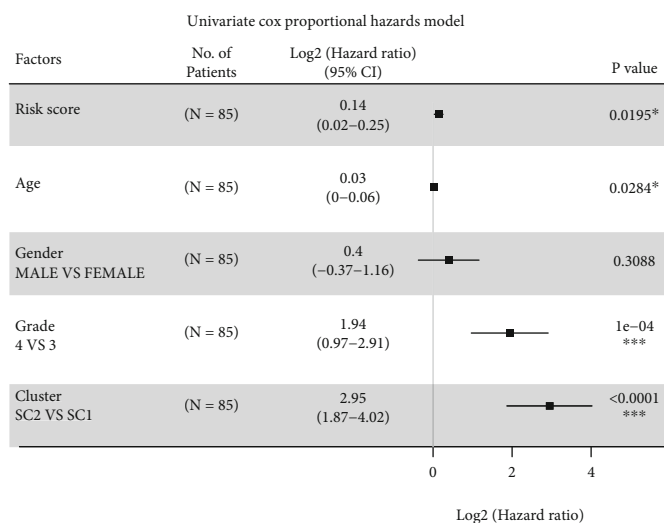 Univariate cox proportional hazards model
Factors
No. of
Patients
Log2 (Hazard ratio)
(95% CI)
P value
Risk score
(N = 85)
0.14
(0.02–0.25)
0.0195*
Age
(N = 85)
0.03
(0–0.06)
0.0284*
Gender
MALE VS FEMALE
(N = 85)
0.4
(−0.37–1.16)
0.3088
Grade
4 VS 3
(N = 85)
1.94
(0.97–2.91)
1e−04
***
Cluster
SC2 VS SC1
(N = 85)
2.95
(1.87–4.02)
<0.0001
***
0 2 4
Log2 (Hazard ratio)